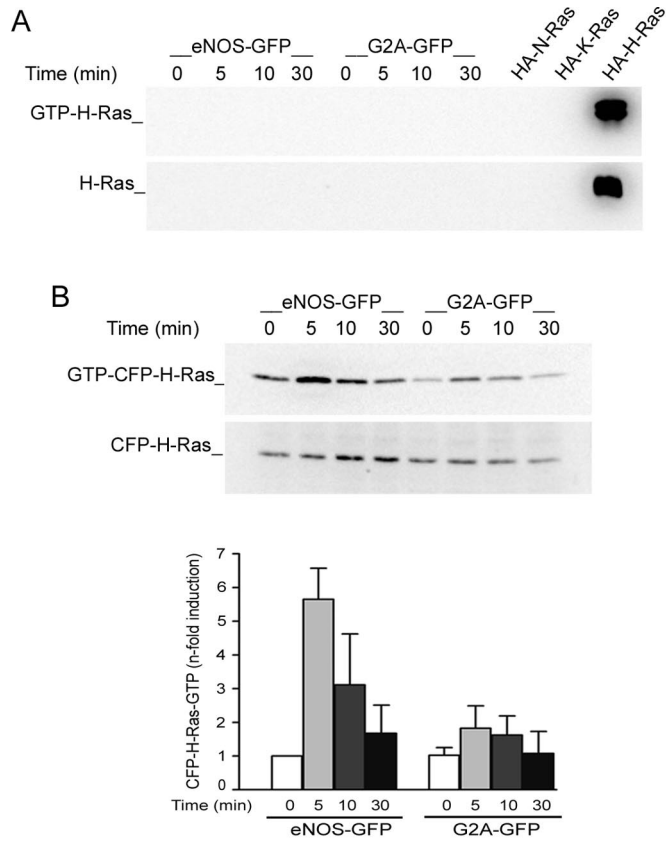 A
__eNOS-GFP__ __G2A-GFP__ HA-N-Ras HA-K-Ras HA-H-Ras
Time (min) 0 5 10 30 0 5 10 30
GTP-H-Ras_
H-Ras_
B
__eNOS-GFP__ __G2A-GFP__
Time (min) 0 5 10 30 0 5 10 30
GTP-CFP-H-Ras_
CFP-H-Ras_
CFP-H-Ras-GTP (n-fold induction)
7
6
5
4
3
2
1
0
Time (min) 0 5 10 30 0 5 10 30
eNOS-GFP G2A-GFP